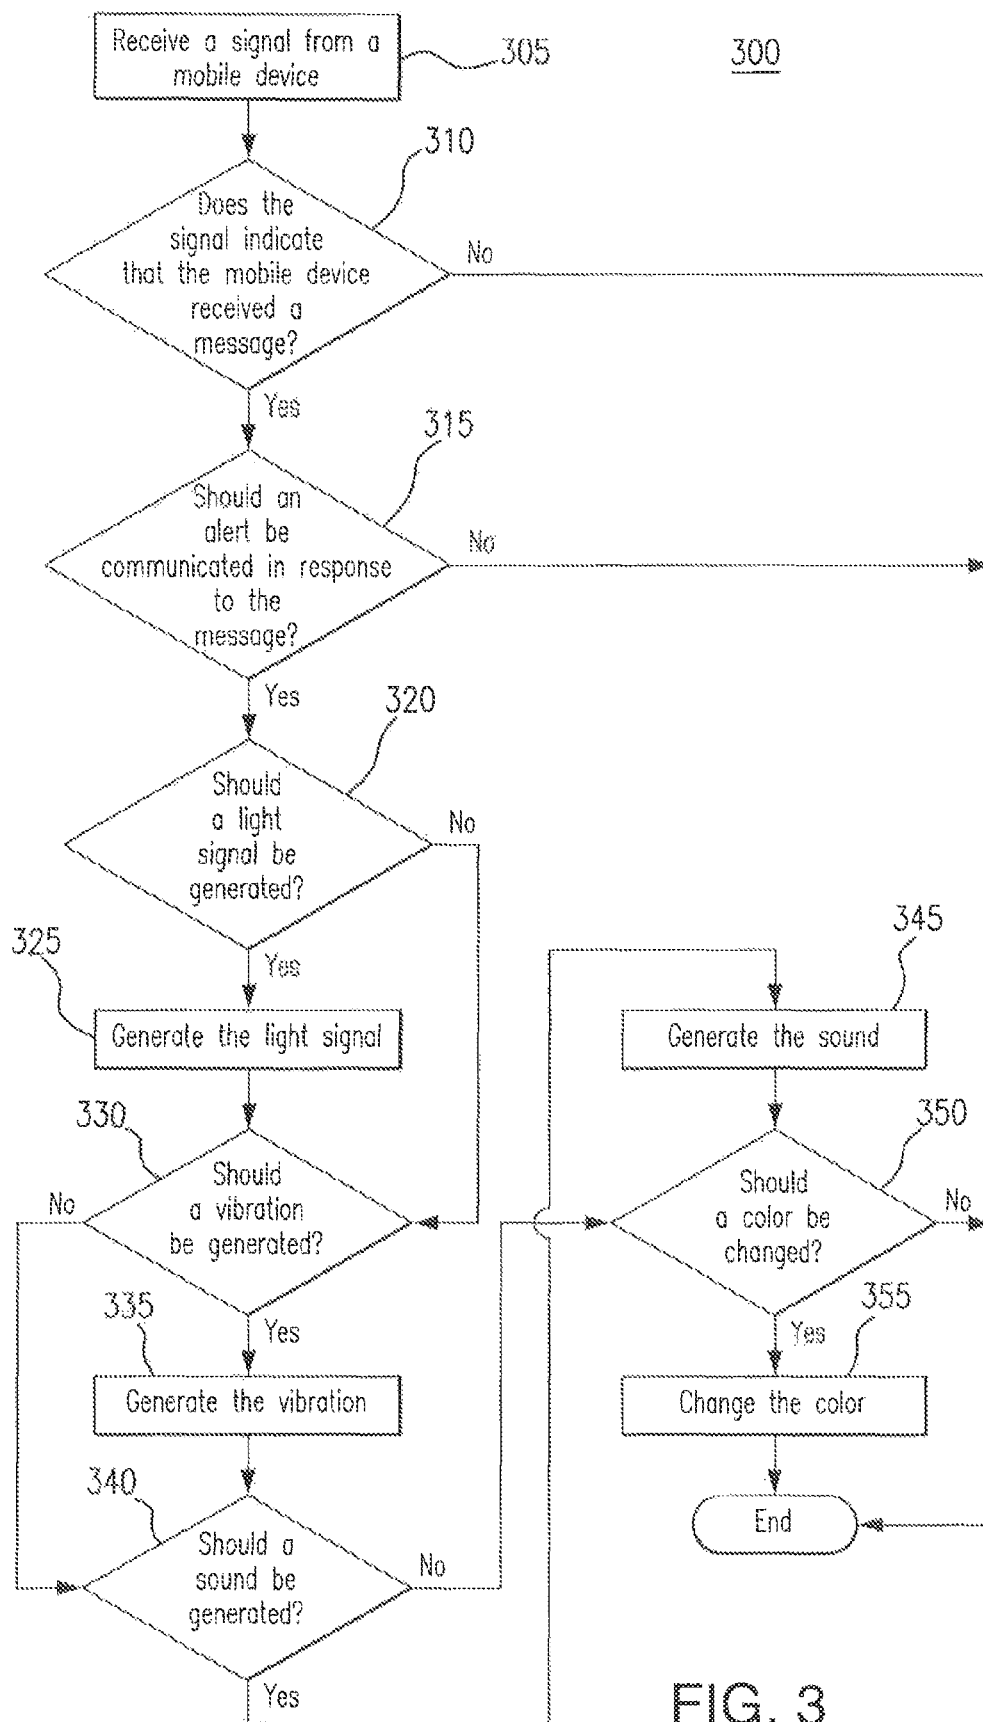 Receive a signal from a
mobile device
305
300
310
Does the
signal indicate
that the mobile device
received a
message?
No
Yes
315
Should an
alert be
communicated in response
to the
message?
No
Yes
320
Should
a light
signal be
generated?
No
Yes
325
Generate the light signal
330
Should
a vibration
be generated?
No
Yes
335
Generate the vibration
340
Should a
sound be
generated?
No
Yes
345
Generate the sound
350
Should
a color be
changed?
No
Yes
355
Change the color
End
FIG. 3